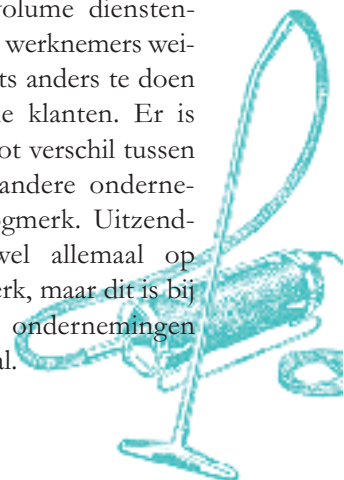 volume diensten-
werknemers wei-
ts anders te doen
e klanten. Er is
ot verschil tussen
andere onderne-
ogmerk. Uitzend-
wel allemaal op
erk, maar dit is bij
ondernemingen
al.